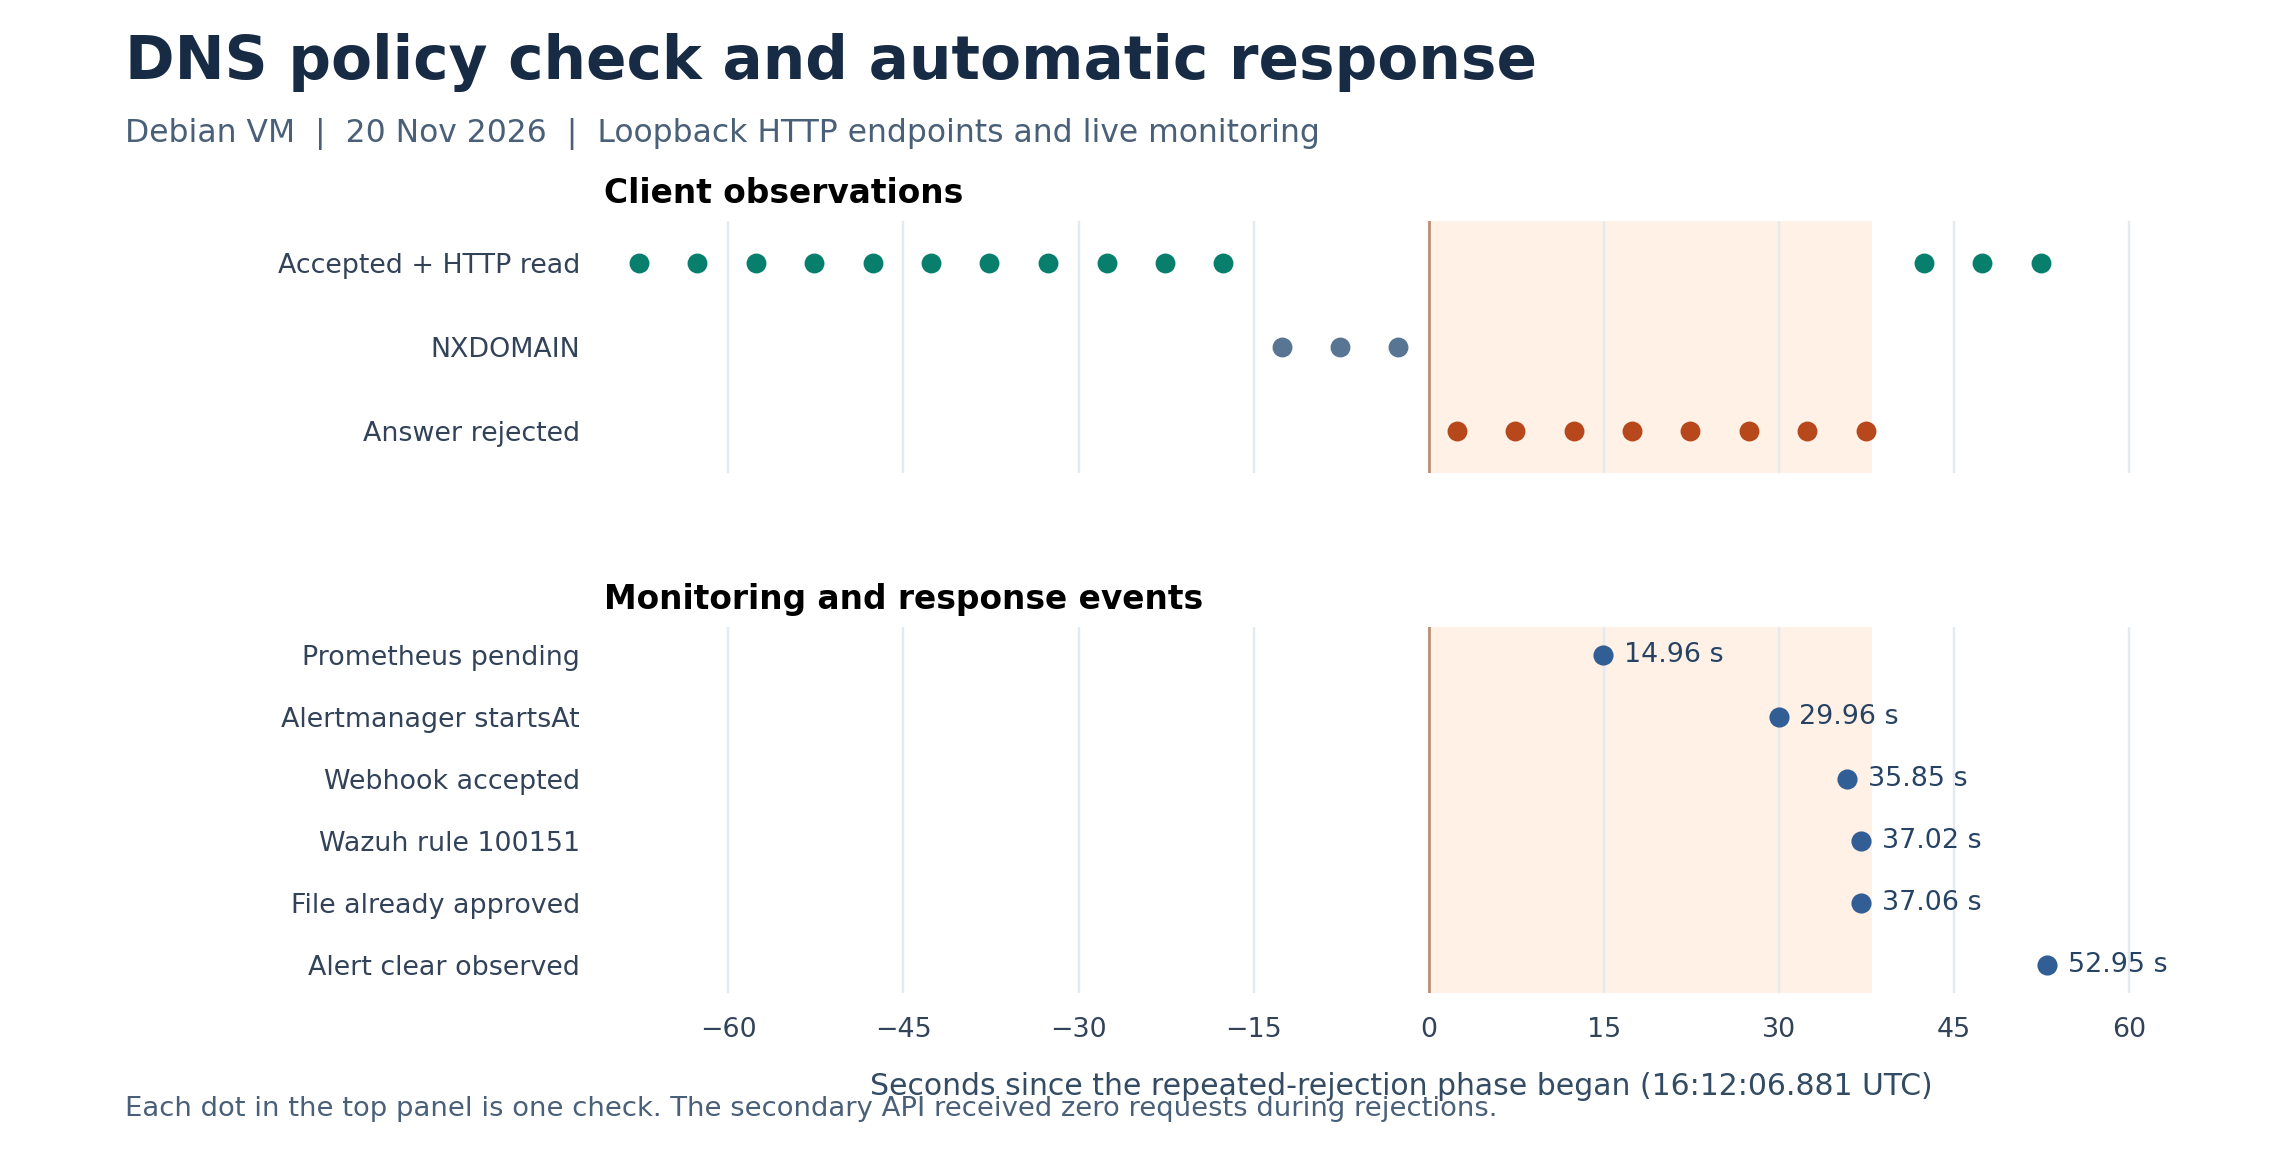 DNS policy check and automatic response
Debian VM | 20 Nov 2026 | Loopback HTTP endpoints and live monitoring
Client observations
Accepted + HTTP read
NXDOMAIN
Answer rejected
Monitoring and response events
Prometheus pending
14.96 s
Alertmanager startsAt
29.96 s
Webhook accepted
35.85 s
Wazuh rule 100151
37.02 s
File already approved
37.06 s
Alert clear observed
52.95 s
−60 −45 −30 −15 0 15 30 45 60
Seconds since the repeated-rejection phase began (16:12:06.881 UTC)
Each dot in the top panel is one check. The secondary API received zero requests during rejections.